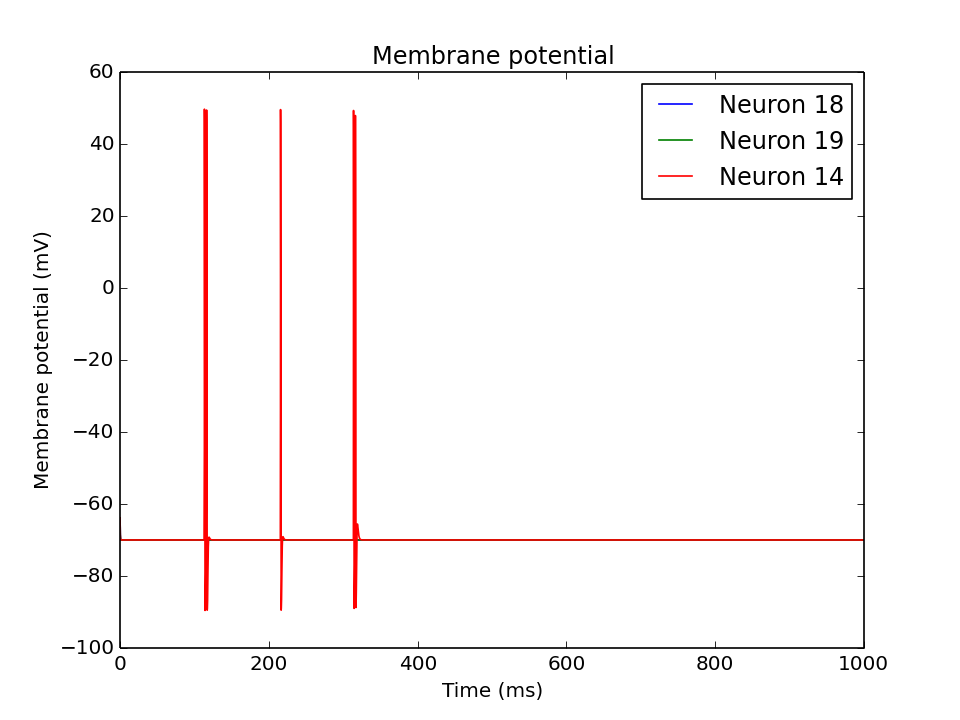 Membrane potential
60
40
20
0
−20
−40
−60
−80
−100
Membrane potential (mV)
Neuron 18
Neuron 19
Neuron 14
0 200 400 600 800 1000
Time (ms)